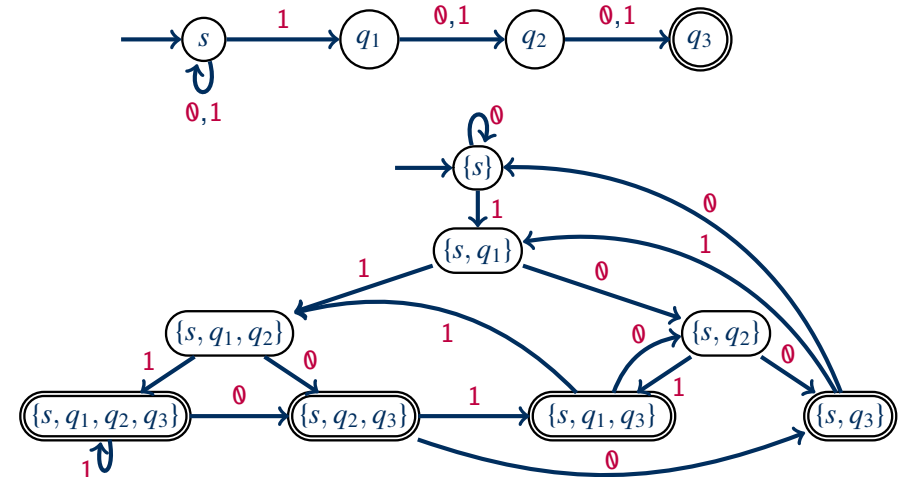 1 0,1 0,1
s q₁ q₂ q₃
0,1
0
{s}
0
1
1
{s, q₁}
1 0
{s, q₁, q₂} 1 0 {s, q₂}
1 0 1 0
{s, q₁, q₂, q₃} 0 {s, q₂, q₃} 1 {s, q₁, q₃} {s, q₃}
1 0